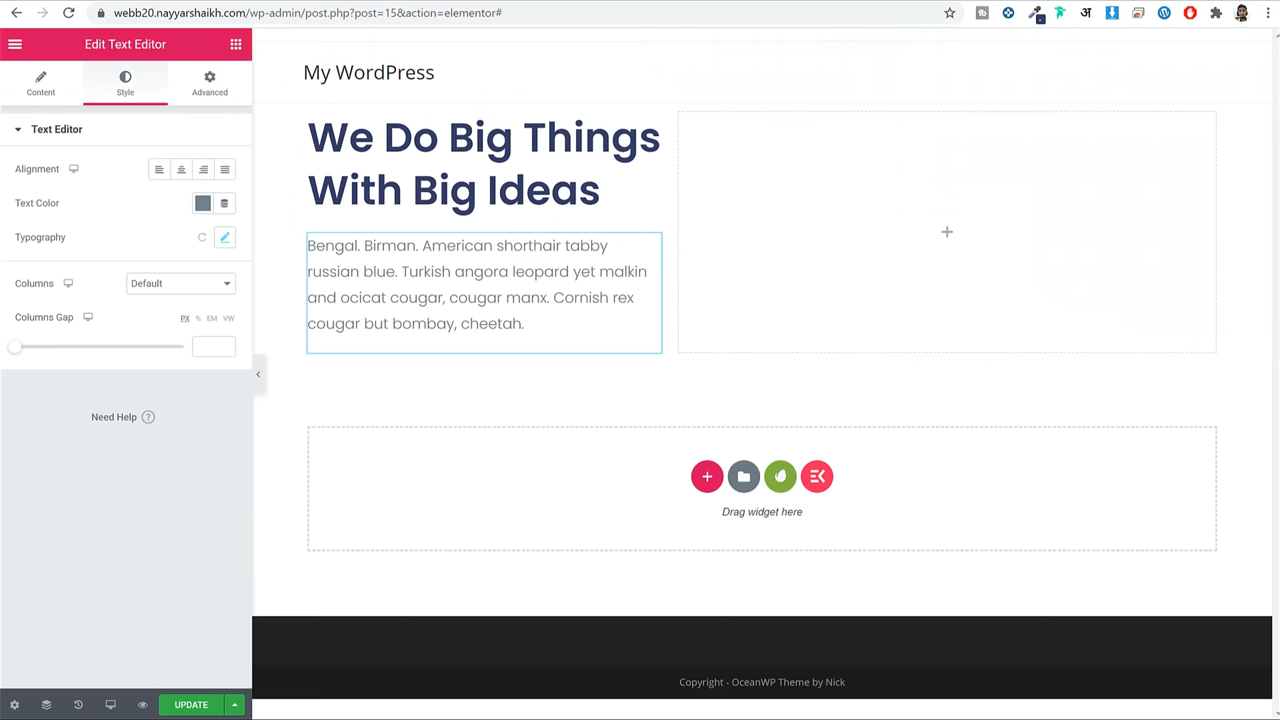 webb20.nayyarshaikh.com/wp-admin/post.php?post=15&action=elementor#
Edit Text Editor
Content
Style
Advanced
Text Editor
Alignment
Text Color
Typography
Columns
Default
Columns Gap
PX % EM VW
Need Help ?
UPDATE
My WordPress
We Do Big Things
With Big Ideas
Bengal. Birman. American shorthair tabby
russian blue. Turkish angora leopard yet malkin
and ocicat cougar, cougar manx. Cornish rex
cougar but bombay, cheetah.
Drag widget here
Copyright - OceanWP Theme by Nick